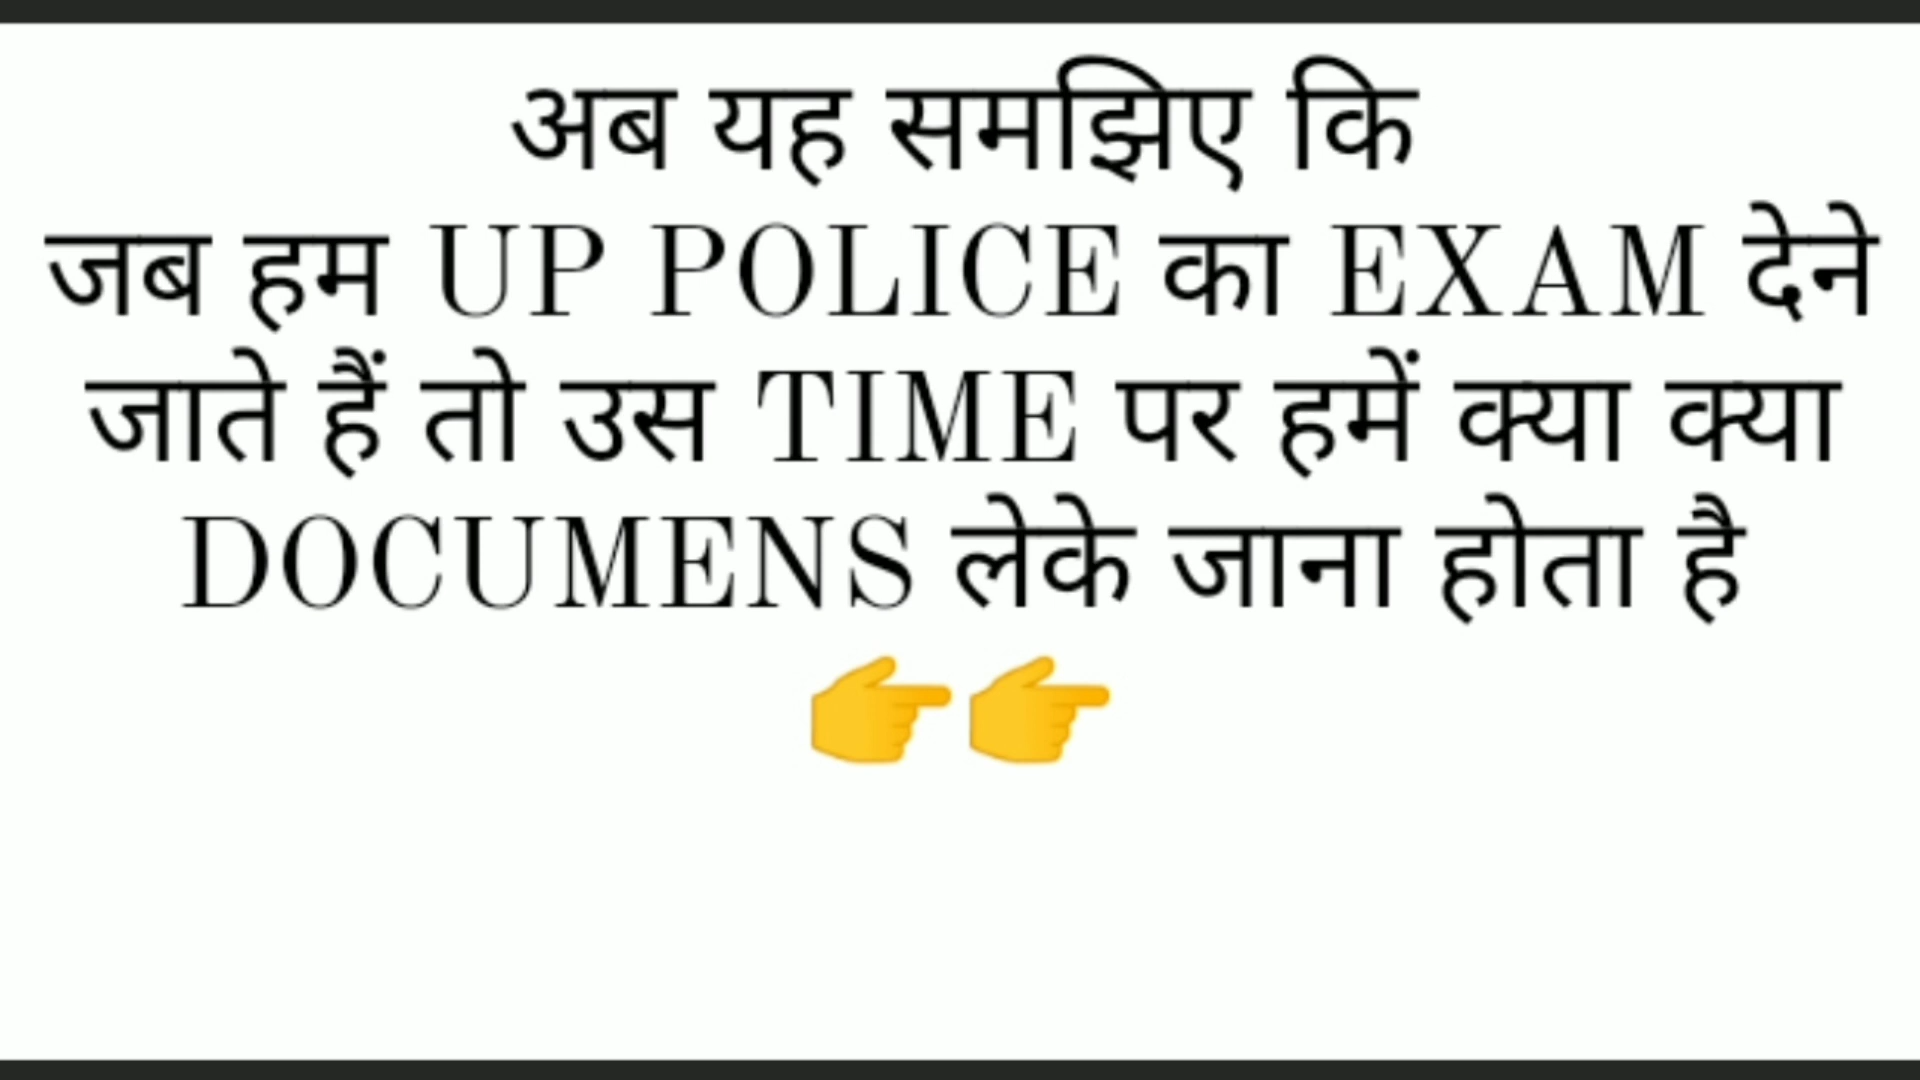 अब यह समझिए कि
जब हम UP POLICE का EXAM देने
जाते हैं तो उस TIME पर हमें क्या क्या
DOCUMENS लेके जाना होता है
👉👉